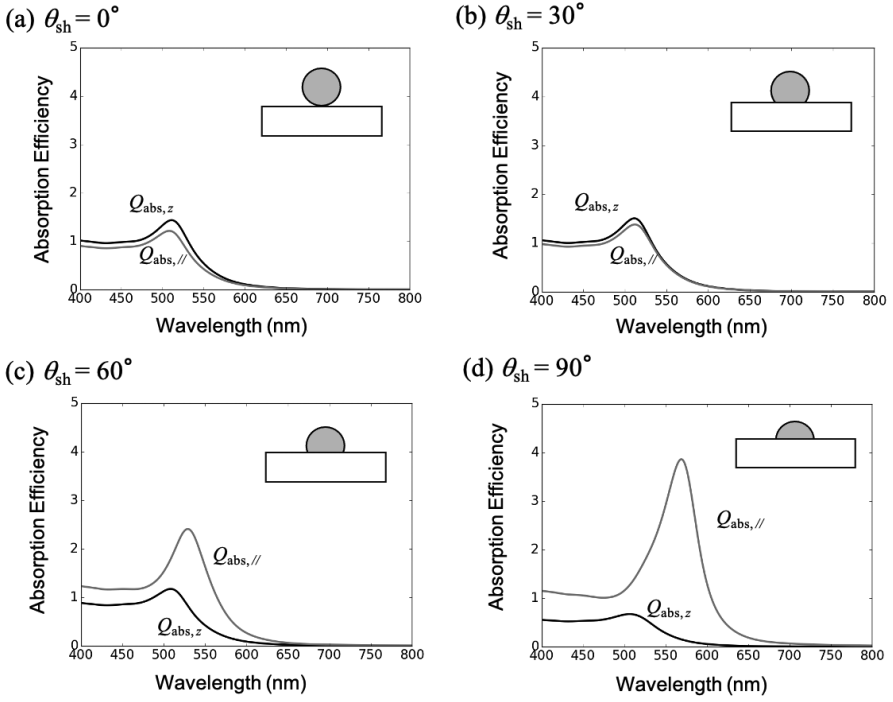 (a) θsh = 0°
5
4
3
2
1
0
400 450 500 550 600 650 700 750 800
Absorption Efficiency
Wavelength (nm)
Qabs, z
Qabs, //
(b) θsh = 30°
5
4
3
2
1
0
400 450 500 550 600 650 700 750 800
Absorption Efficiency
Wavelength (nm)
Qabs, z
Qabs, //
(c) θsh = 60°
5
4
3
2
1
0
400 450 500 550 600 650 700 750 800
Absorption Efficiency
Wavelength (nm)
Qabs, //
Qabs, z
(d) θsh = 90°
5
4
3
2
1
0
400 450 500 550 600 650 700 750 800
Absorption Efficiency
Wavelength (nm)
Qabs, //
Qabs, z